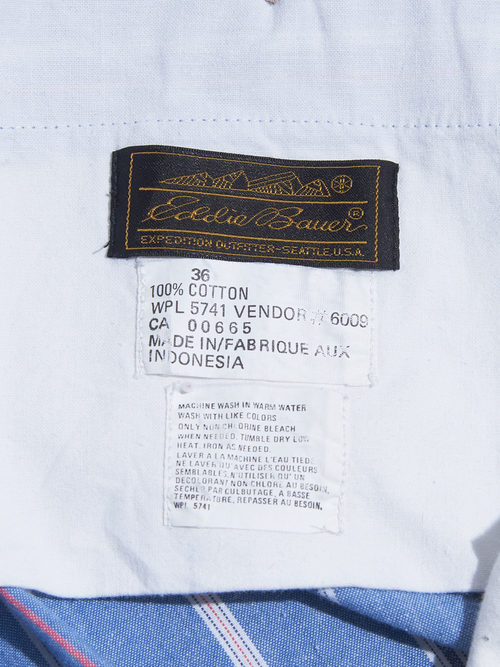 Eddie Bauer®
EXPEDITION OUTFITTER-SEATTLE, U.S.A.
36
100% COTTON
WPL 5741 VENDOR # 6009
CA 00665
MADE IN/FABRIQUE AUX
INDONESIA
MACHINE WASH IN WARM WATER
WASH WITH LIKE COLORS
ONLY NON CHLORINE BLEACH
WHEN NEEDED. TUMBLE DRY LOW
HEAT. IRON AS NEEDED.
LAVER A LA MACHINE L'EAU TIEDE
NE LAVER QU AVEC DES COULEURS
SEMBLABLES. N'UTILISER QU'UN
DECOLORANT NON CHLORE AU BESOIN.
SECHER PAR CULBUTAGE, A BASSE
TEMPERATURE. REPASSER AU BESOIN.
WPL 5741